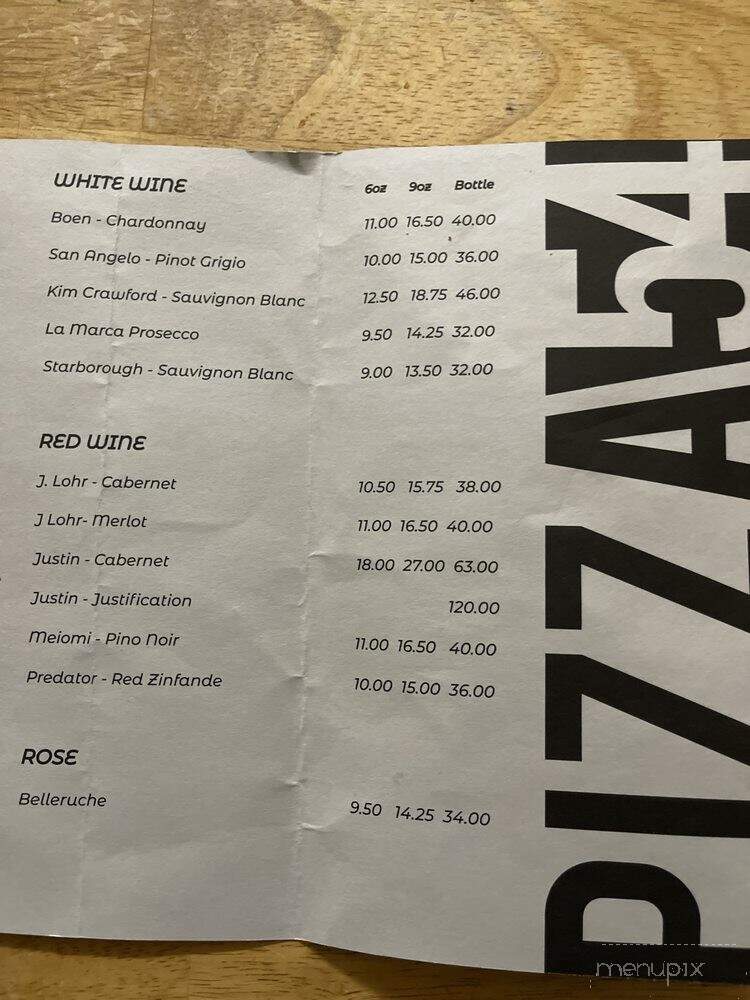 WHITE WINE 6oz 9oz Bottle
Boen - Chardonnay 11.00 16.50 40.00
San Angelo - Pinot Grigio 10.00 15.00 36.00
Kim Crawford - Sauvignon Blanc 12.50 18.75 46.00
La Marca Prosecco 9.50 14.25 32.00
Starborough - Sauvignon Blanc 9.00 13.50 32.00
RED WINE
J. Lohr - Cabernet 10.50 15.75 38.00
J Lohr- Merlot 11.00 16.50 40.00
Justin - Cabernet 18.00 27.00 63.00
Justin - Justification 120.00
Meiomi - Pino Noir 11.00 16.50 40.00
Predator - Red Zinfande 10.00 15.00 36.00
ROSE
Belleruche 9.50 14.25 34.00
PIZZA 54
menupix